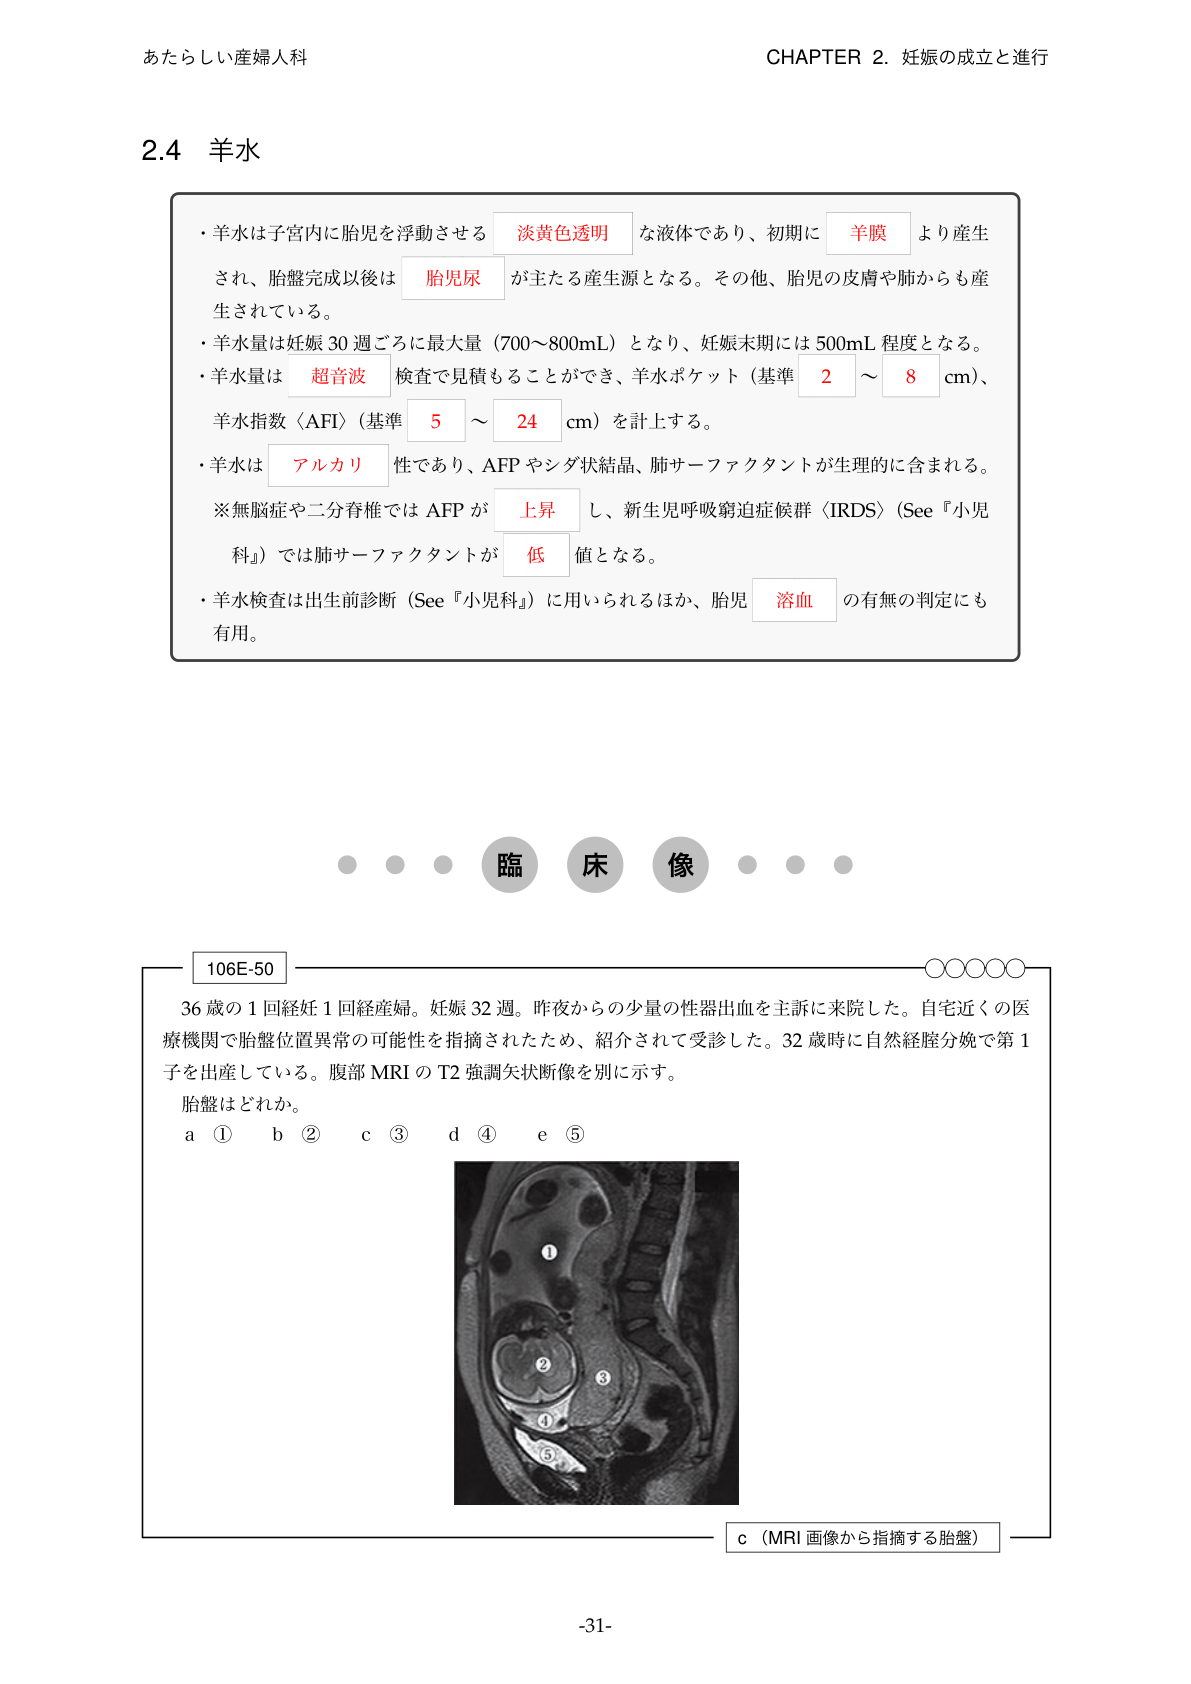 あたらしい産婦人科
CHAPTER 2. 妊娠の成立と進行
2.4 羊水
・羊水は子宮内に胎児を浮動させる 淡黄色透明 な液体であり、初期に 羊膜 より産生
され、胎盤完成以後は 胎児尿 が主たる産生源となる。その他、胎児の皮膚や肺からも産
生されている。
・羊水量は妊娠 30 週ごろに最大量（700〜800mL）となり、妊娠末期には 500mL 程度となる。
・羊水量は 超音波 検査で見積もることができ、羊水ポケット（基準 2 〜 8 cm）、
羊水指数〈AFI〉（基準 5 〜 24 cm）を計上する。
・羊水は アルカリ 性であり、AFP やシダ状結晶、肺サーファクタントが生理的に含まれる。
※無脳症や二分脊椎では AFP が 上昇 し、新生児呼吸窮迫症候群〈IRDS〉（See『小児
科』）では肺サーファクタントが 低 値となる。
・羊水検査は出生前診断（See『小児科』）に用いられるほか、胎児 溶血 の有無の判定にも
有用。
臨 床 像
106E-50
36 歳の 1 回経妊 1 回経産婦。妊娠 32 週。昨夜からの少量の性器出血を主訴に来院した。自宅近くの医
療機関で胎盤位置異常の可能性を指摘されたため、紹介されて受診した。32 歳時に自然経腟分娩で第 1
子を出産している。腹部 MRI の T2 強調矢状断像を別に示す。
胎盤はどれか。
a ① b ② c ③ d ④ e ⑤
①
②
③
④
⑤
c （MRI 画像から指摘する胎盤）
-31-